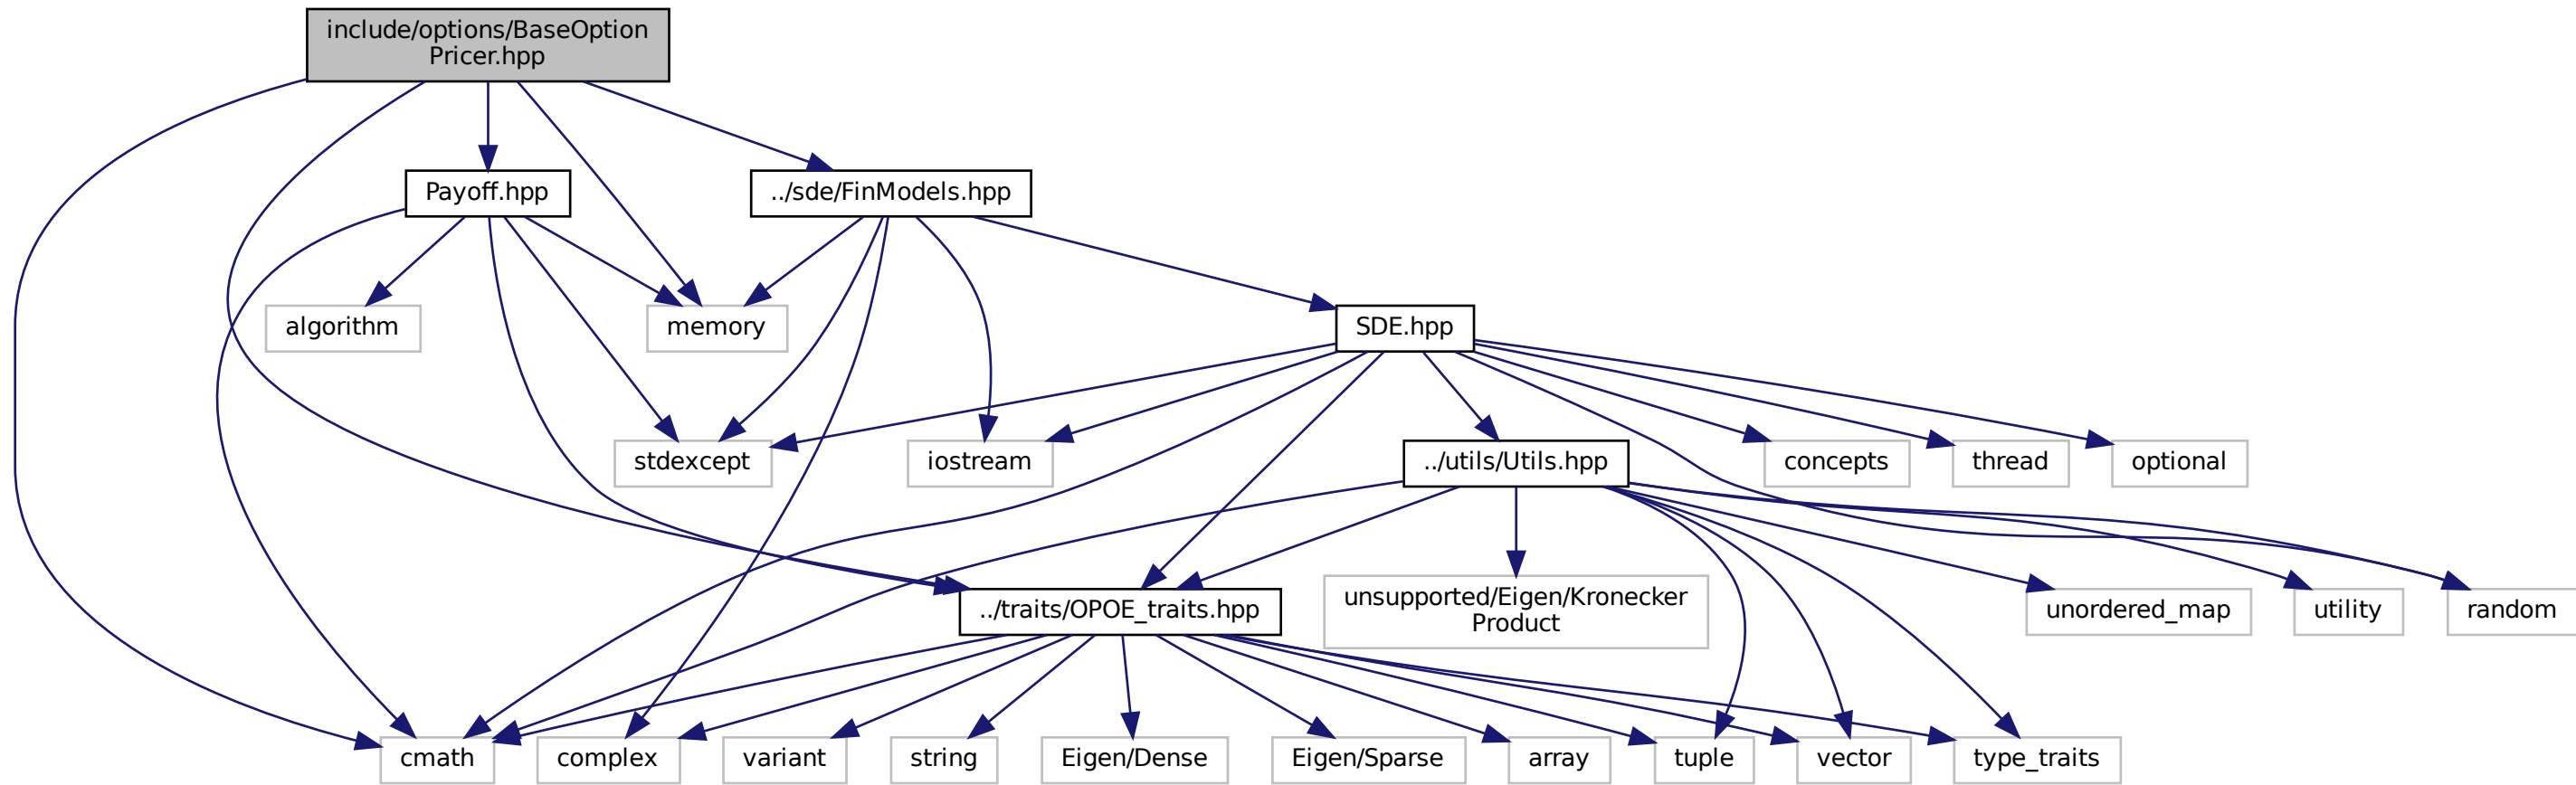 include/options/BaseOption
Pricer.hpp
Payoff.hpp
../sde/FinModels.hpp
algorithm
memory
SDE.hpp
stdexcept
iostream
../utils/Utils.hpp
concepts
thread
optional
../traits/OPOE_traits.hpp
unsupported/Eigen/Kronecker
Product
unordered_map
utility
random
cmath
complex
variant
string
Eigen/Dense
Eigen/Sparse
array
tuple
vector
type_traits